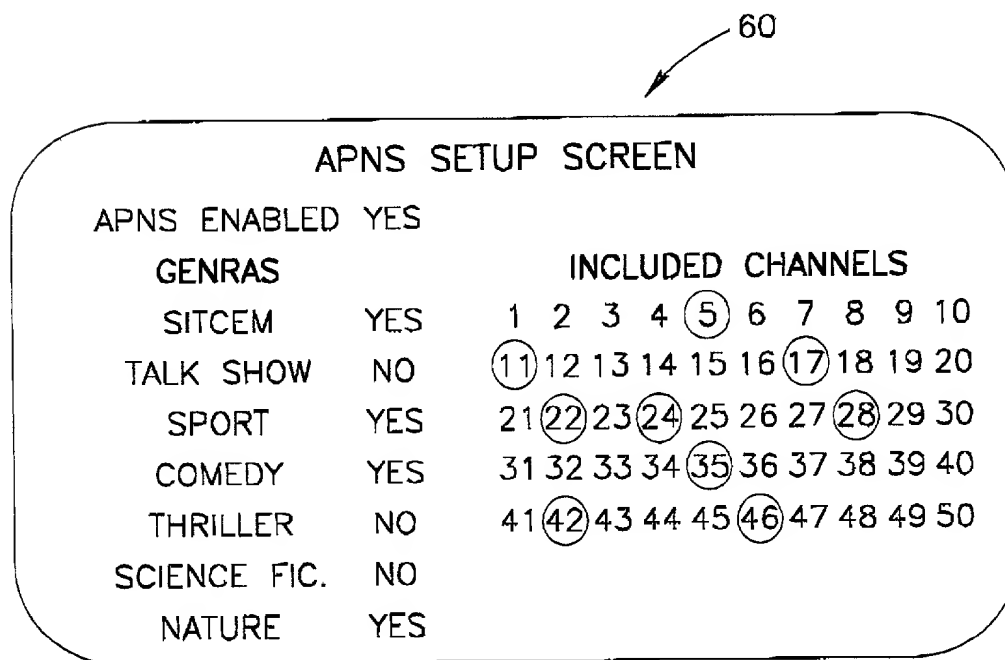 60
APNS SETUP SCREEN
APNS ENABLED YES
GENRAS INCLUDED CHANNELS
SITCEM YES 1 2 3 4 5 6 7 8 9 10
TALK SHOW NO 11 12 13 14 15 16 17 18 19 20
SPORT YES 21 22 23 24 25 26 27 28 29 30
COMEDY YES 31 32 33 34 35 36 37 38 39 40
THRILLER NO 41 42 43 44 45 46 47 48 49 50
SCIENCE FIC. NO
NATURE YES